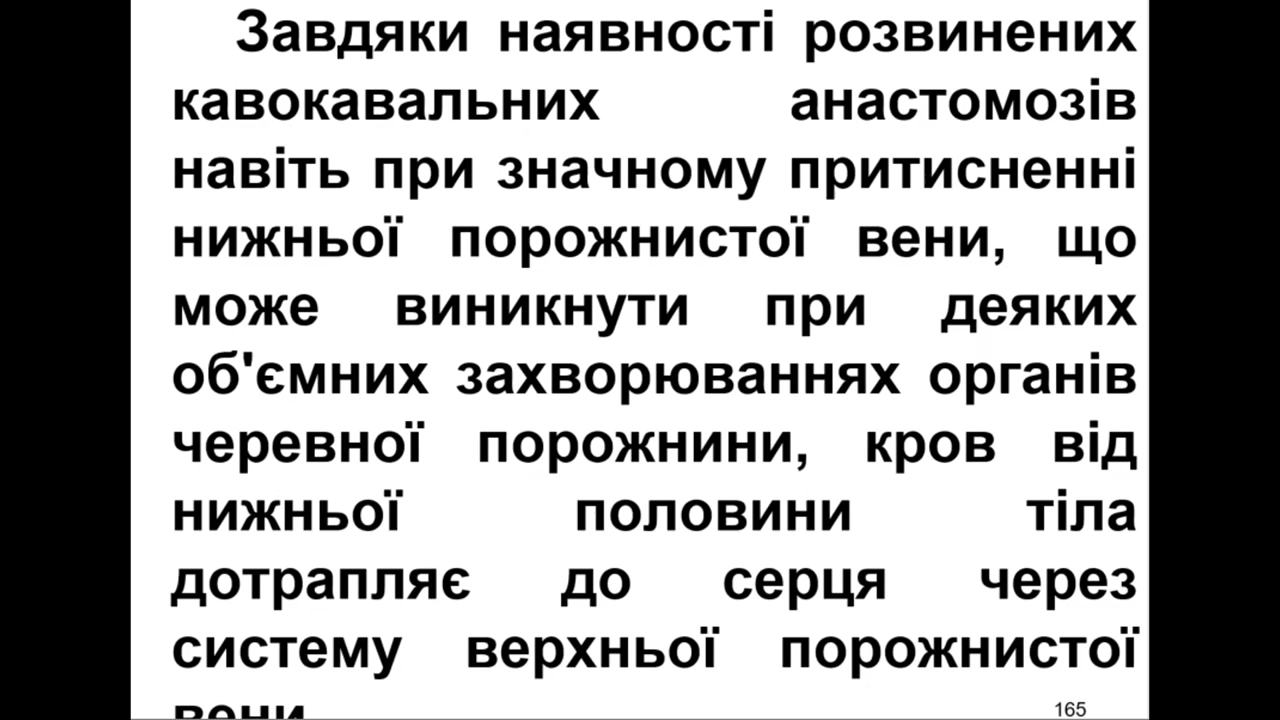 Завдяки наявності розвинених
кавокавальних анастомозів
навіть при значному притисненні
нижньої порожнистої вени, що
може виникнути при деяких
об'ємних захворюваннях органів
черевної порожнини, кров від
нижньої половини тіла
дотрапляє до серця через
систему верхньої порожнистої
вени
165